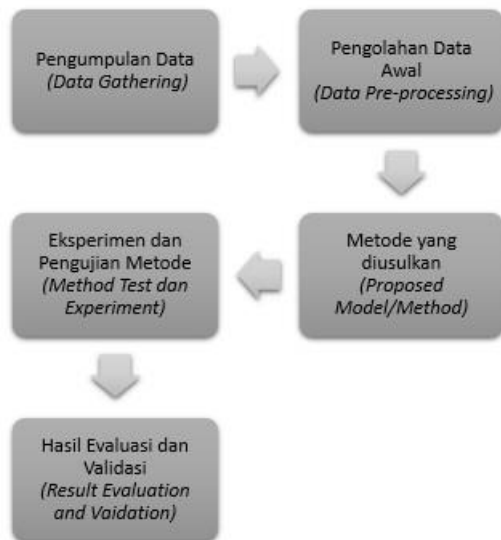 Pengumpulan Data
(Data Gathering)
Pengolahan Data
Awal
(Data Pre-processing)
Metode yang
diusulkan
(Proposed
Model/Method)
Eksperimen dan
Pengujian Metode
(Method Test dan
Experiment)
Hasil Evaluasi dan
Validasi
(Result Evaluation
and Vaidation)